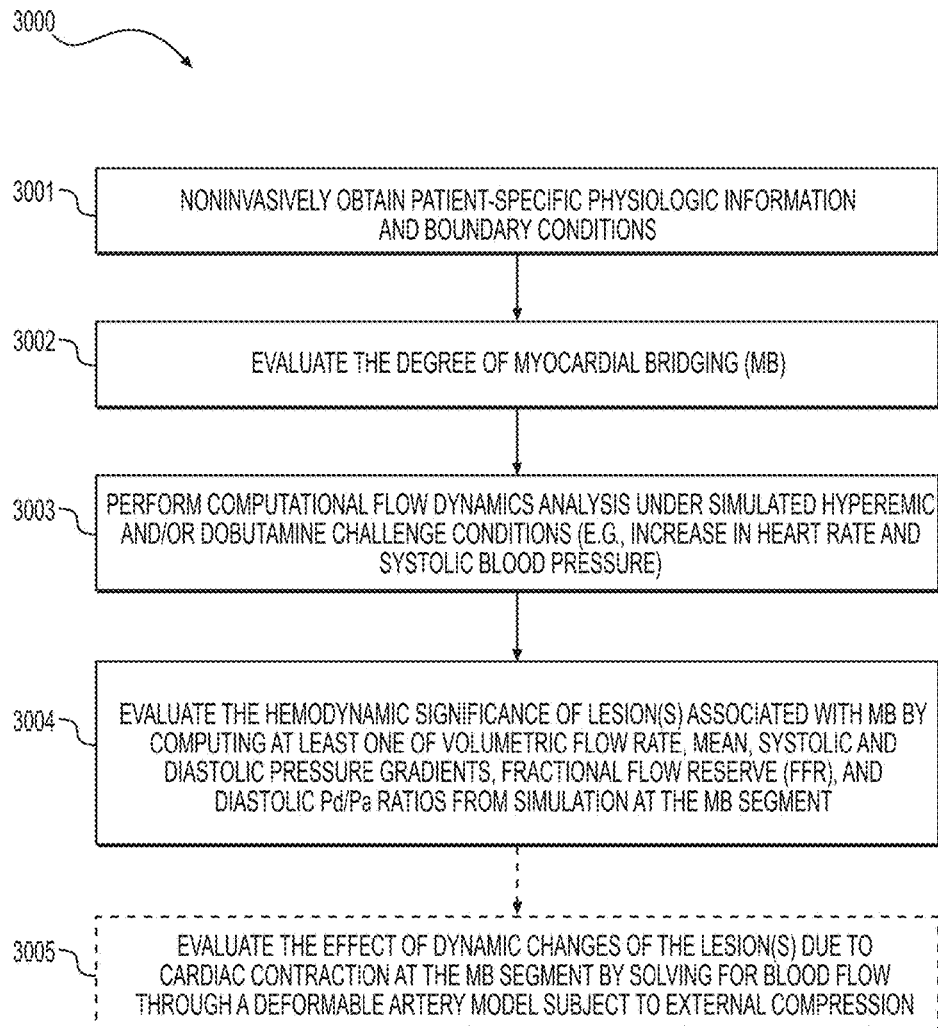 3000
3001
NONINVASIVELY OBTAIN PATIENT-SPECIFIC PHYSIOLOGIC INFORMATION
AND BOUNDARY CONDITIONS
3002
EVALUATE THE DEGREE OF MYOCARDIAL BRIDGING (MB)
3003
PERFORM COMPUTATIONAL FLOW DYNAMICS ANALYSIS UNDER SIMULATED HYPEREMIC
AND/OR DOBUTAMINE CHALLENGE CONDITIONS (E.G., INCREASE IN HEART RATE AND
SYSTOLIC BLOOD PRESSURE)
3004
EVALUATE THE HEMODYNAMIC SIGNIFICANCE OF LESION(S) ASSOCIATED WITH MB BY
COMPUTING AT LEAST ONE OF VOLUMETRIC FLOW RATE, MEAN, SYSTOLIC AND
DIASTOLIC PRESSURE GRADIENTS, FRACTIONAL FLOW RESERVE (FFR), AND
DIASTOLIC Pd/Pa RATIOS FROM SIMULATION AT THE MB SEGMENT
3005
EVALUATE THE EFFECT OF DYNAMIC CHANGES OF THE LESION(S) DUE TO
CARDIAC CONTRACTION AT THE MB SEGMENT BY SOLVING FOR BLOOD FLOW
THROUGH A DEFORMABLE ARTERY MODEL SUBJECT TO EXTERNAL COMPRESSION